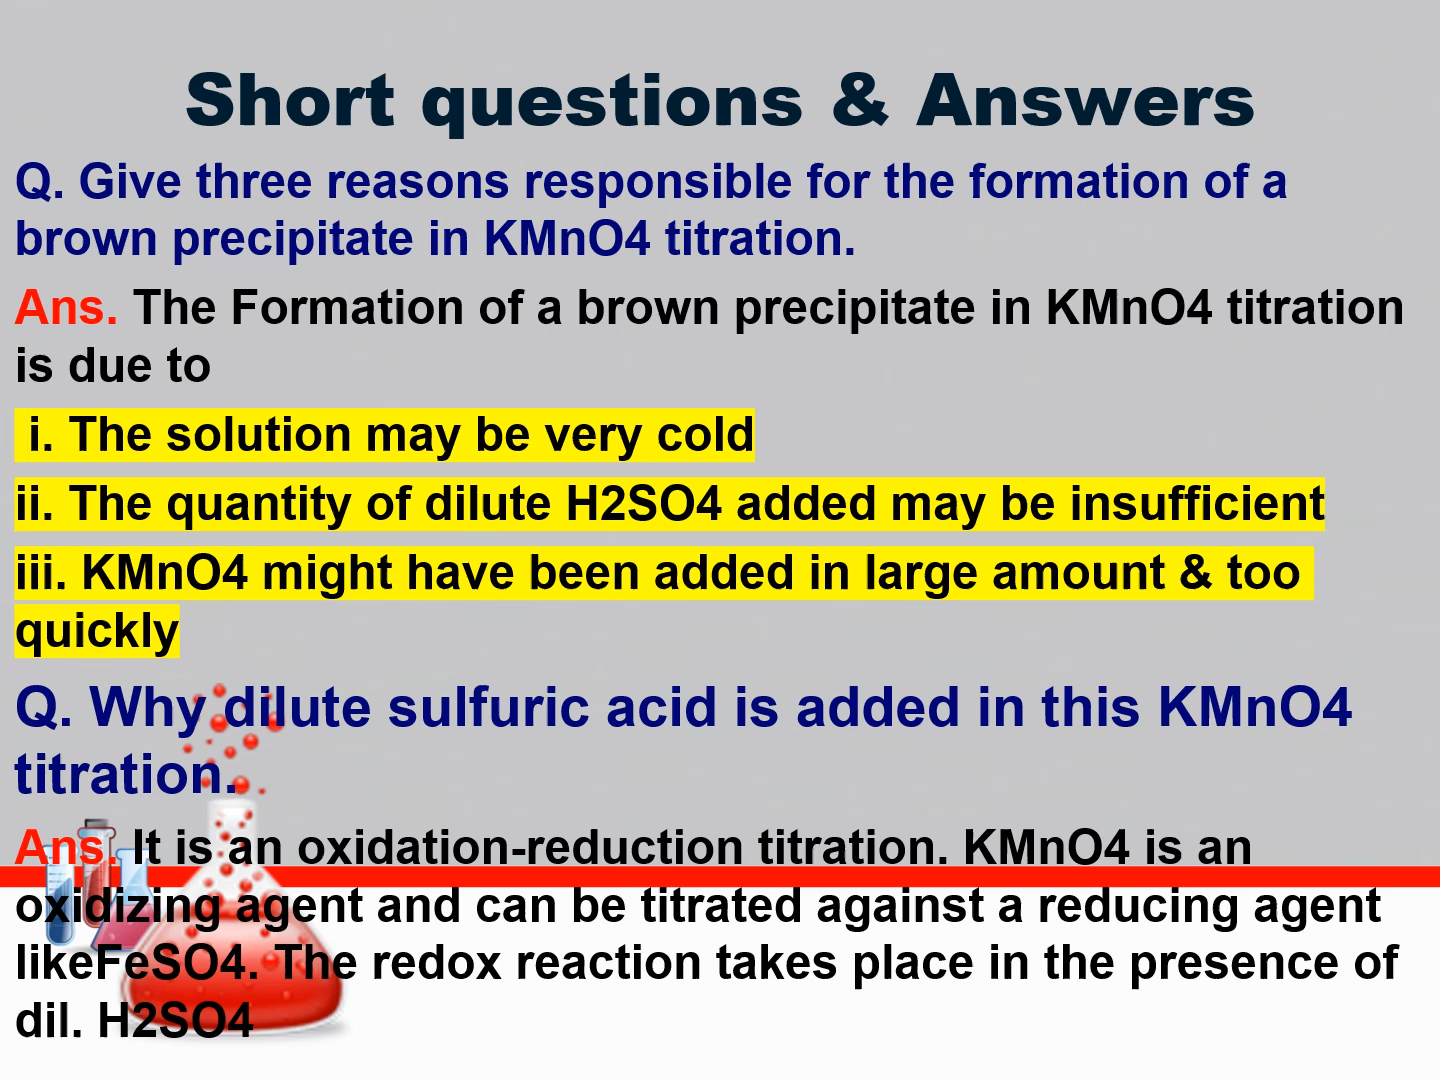 Short questions & Answers
Q. Give three reasons responsible for the formation of a
brown precipitate in KMnO4 titration.
Ans. The Formation of a brown precipitate in KMnO4 titration
is due to
i. The solution may be very cold
ii. The quantity of dilute H2SO4 added may be insufficient
iii. KMnO4 might have been added in large amount & too
quickly
Q. Why dilute sulfuric acid is added in this KMnO4
titration.
Ans. It is an oxidation-reduction titration. KMnO4 is an
oxidizing agent and can be titrated against a reducing agent
likeFeSO4. The redox reaction takes place in the presence of
dil. H2SO4